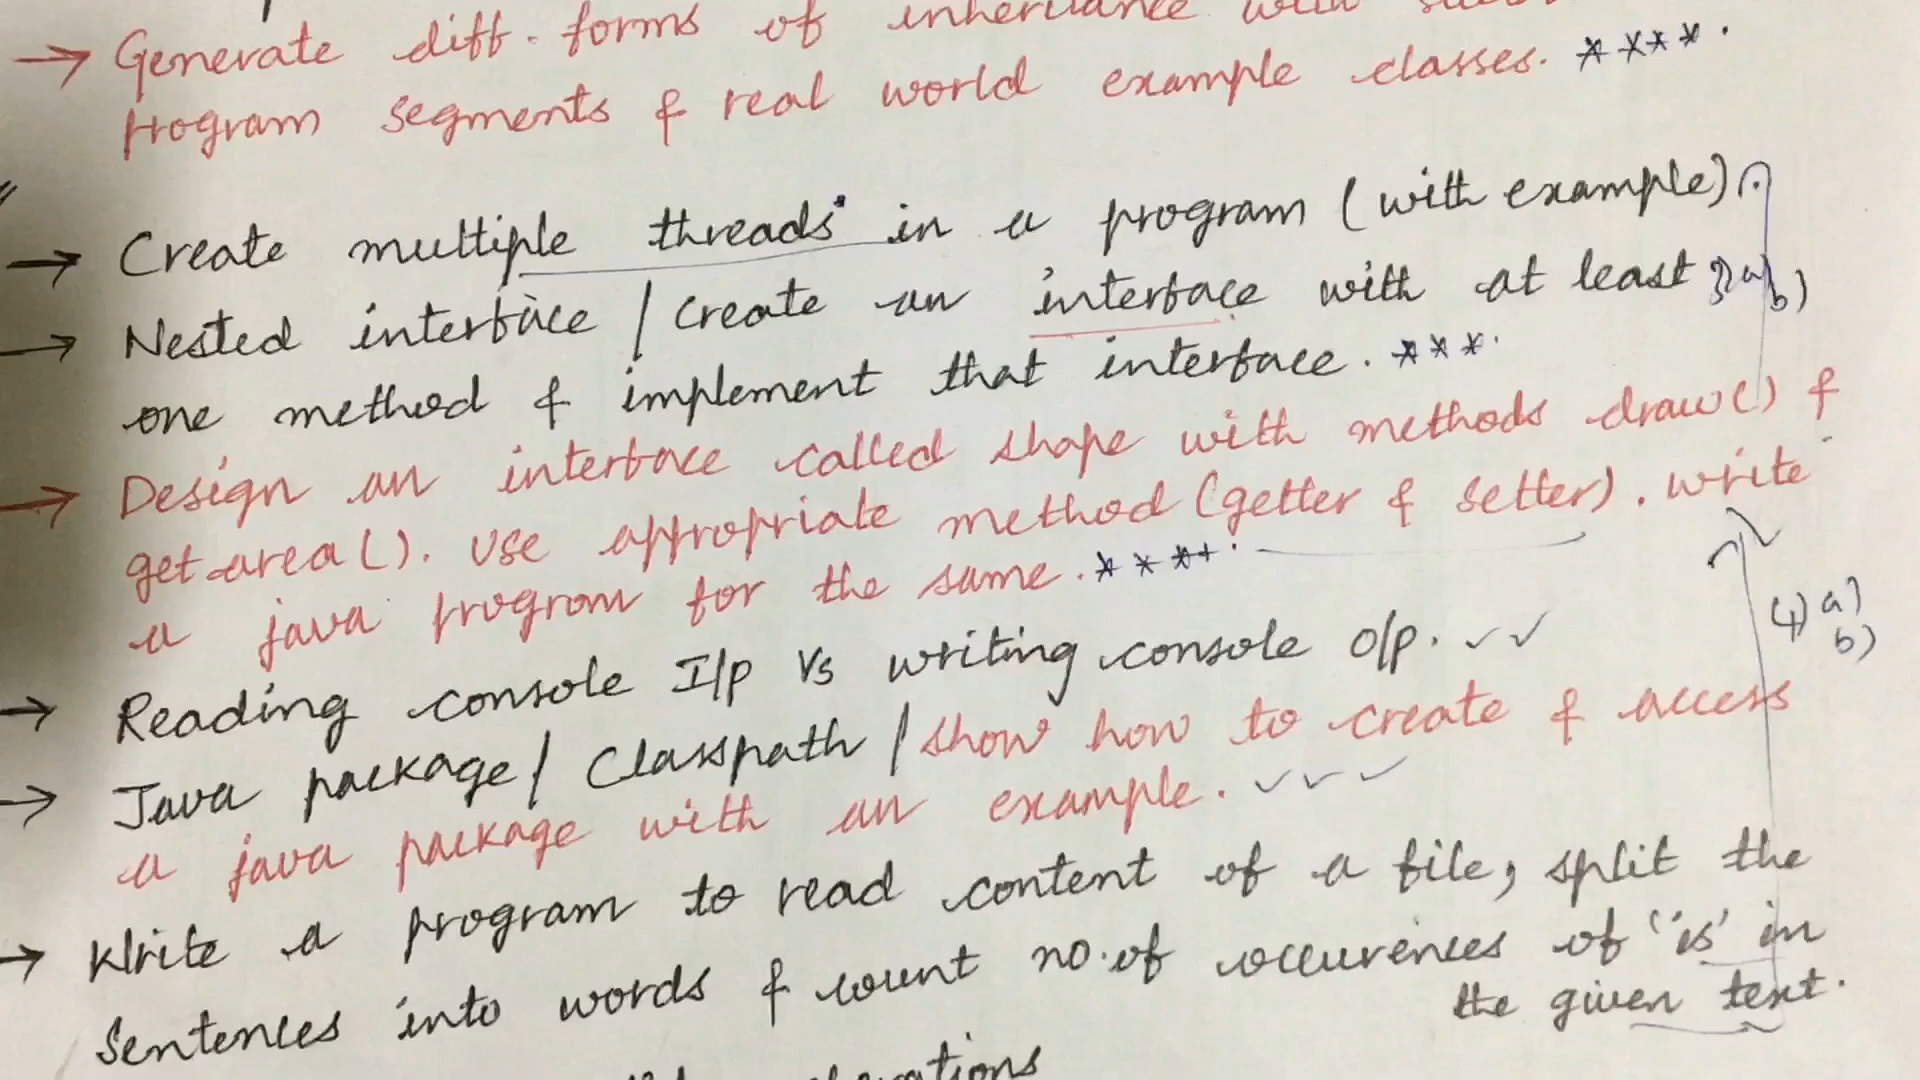 → Generate diff. forms of inheritance with
Program segments & real world example classes. ****.
→ Create multiple threads in a program (with example).
→ Nested interface / Create an interface with at least 3) a) b)
one method & implement that interface. ***.
→ Design an interface called shape with methods draw() &
getarea(). Use appropriate method (getter & setter). write
a java program for the same. ****.
→ Reading console I/p Vs writing console o/p. ✓✓
4) a)
b)
→ Java package / Classpath / show how to create & access
a java package with an example. ✓✓✓
→ Write a program to read content of a file, split the
Sentences into words & count no.of occurences of 'is' in
the given text.